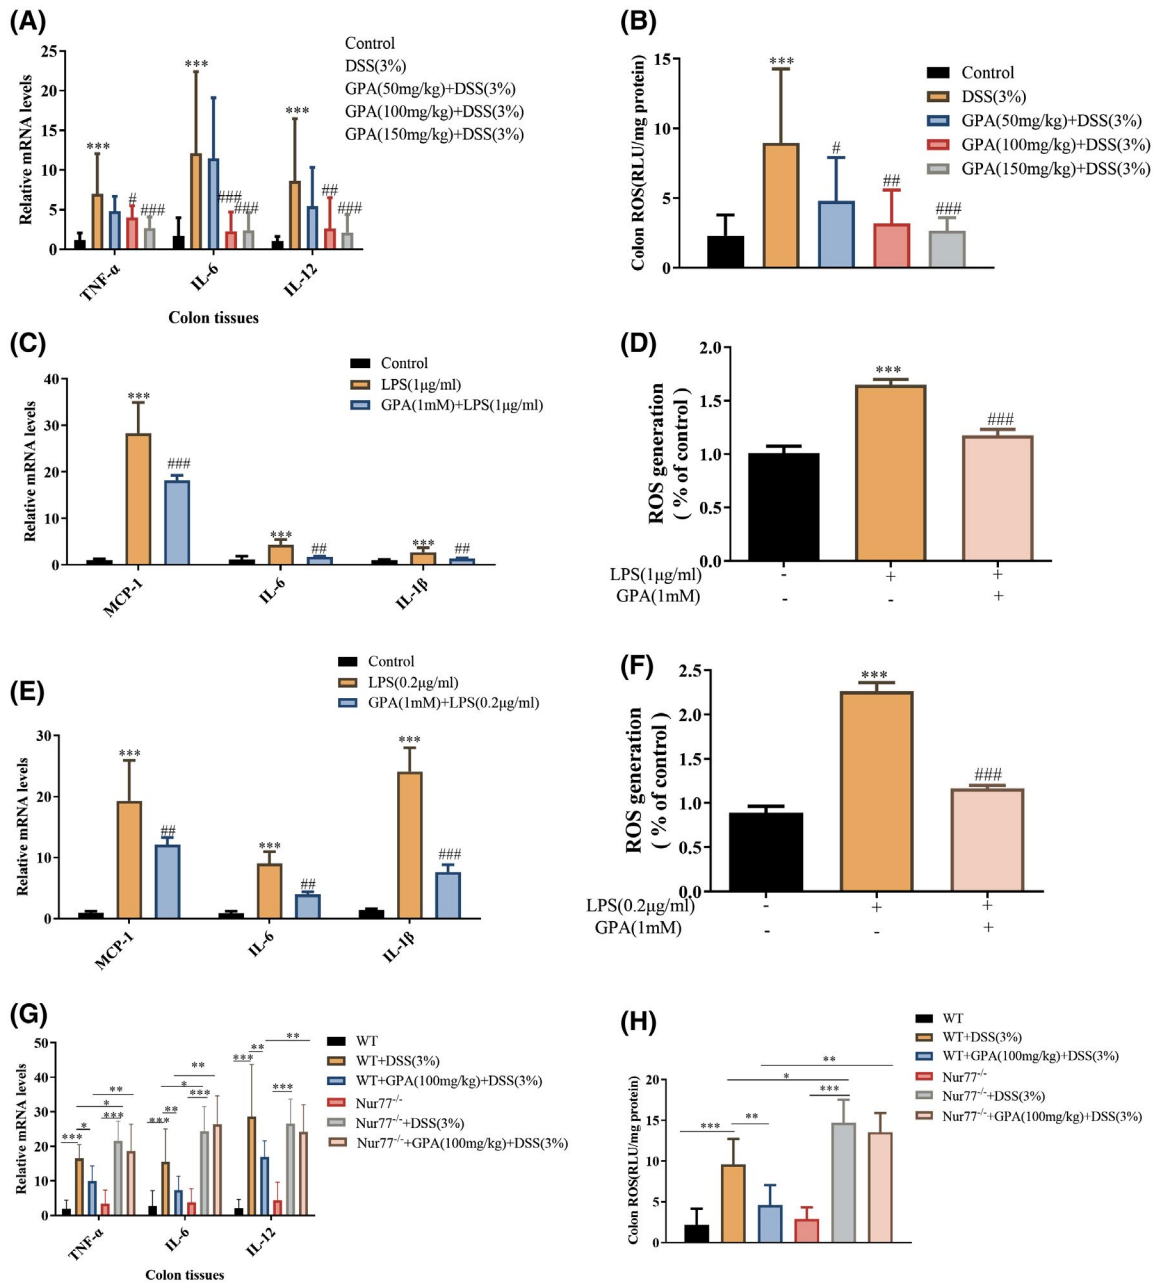 (A)
Relative mRNA levels
25
20
15
10
5
0
***
#
###
***
###
###
***
##
###
TNF-α
IL-6
IL-12
Colon tissues
Control
DSS(3%)
GPA(50mg/kg)+DSS(3%)
GPA(100mg/kg)+DSS(3%)
GPA(150mg/kg)+DSS(3%)
(B)
Colon ROS(RLU/mg protein)
15
10
5
0
***
#
##
###
Control
DSS(3%)
GPA(50mg/kg)+DSS(3%)
GPA(100mg/kg)+DSS(3%)
GPA(150mg/kg)+DSS(3%)
(C)
Control
LPS(1μg/ml)
GPA(1mM)+LPS(1μg/ml)
Relative mRNA levels
40
30
20
10
0
***
###
***
##
***
##
MCP-1
IL-6
IL-1β
(D)
ROS generation
( % of control )
2.0
1.5
1.0
0.5
0.0
***
###
LPS(1μg/ml) - + +
GPA(1mM) - - +
(E)
Control
LPS(0.2μg/ml)
GPA(1mM)+LPS(0.2μg/ml)
Relative mRNA levels
30
20
10
0
***
##
***
##
***
###
MCP-1
IL-6
IL-1β
(F)
ROS generation
( % of control )
2.5
2.0
1.5
1.0
0.5
0.0
***
###
LPS(0.2μg/ml) - + +
GPA(1mM) - - +
(G)
Relative mRNA levels
50
40
30
20
10
0
**
*
***
*
***
**
*
***
**
***
**
***
**
***
TNF-α
IL-6
IL-12
Colon tissues
WT
WT+DSS(3%)
WT+GPA(100mg/kg)+DSS(3%)
Nur77-/-
Nur77-/-+DSS(3%)
Nur77-/-+GPA(100mg/kg)+DSS(3%)
(H)
Colon ROS(RLU/mg protein)
20
15
10
5
0
**
*
***
**
***
WT
WT+DSS(3%)
WT+GPA(100mg/kg)+DSS(3%)
Nur77-/-
Nur77-/-+DSS(3%)
Nur77-/-+GPA(100mg/kg)+DSS(3%)